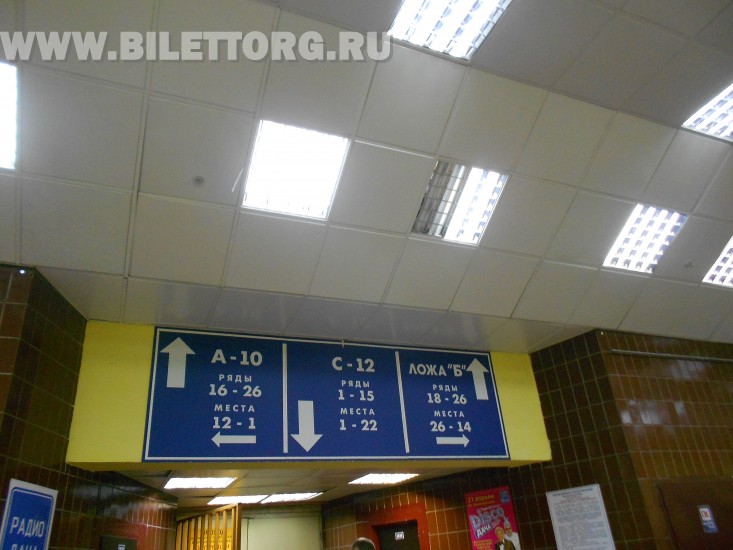 WWW.BILETTORG.RU
А - 10
РЯДЫ
16 - 26
МЕСТА
12 - 1
С - 12
РЯДЫ
1 - 15
МЕСТА
1 - 22
ЛОЖА "Б"
РЯДЫ
18 - 26
МЕСТА
26 - 14
РАДИО